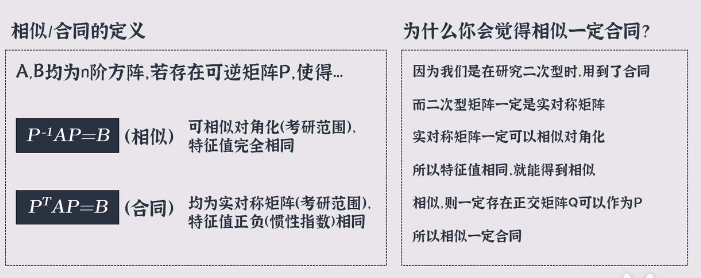 相似/合同的定义
A,B均为n阶方阵,若存在可逆矩阵P,使得...
P⁻¹AP=B (相似)
可相似对角化(考研范围),
特征值完全相同
PᵀAP=B (合同)
均为实对称矩阵(考研范围),
特征值正负(惯性指数)相同
为什么你会觉得相似一定合同?
因为我们是在研究二次型时,用到了合同
而二次型矩阵一定是实对称矩阵
实对称矩阵一定可以相似对角化
所以特征值相同,就能得到相似
相似,则一定存在正交矩阵Q可以作为P
所以相似一定合同